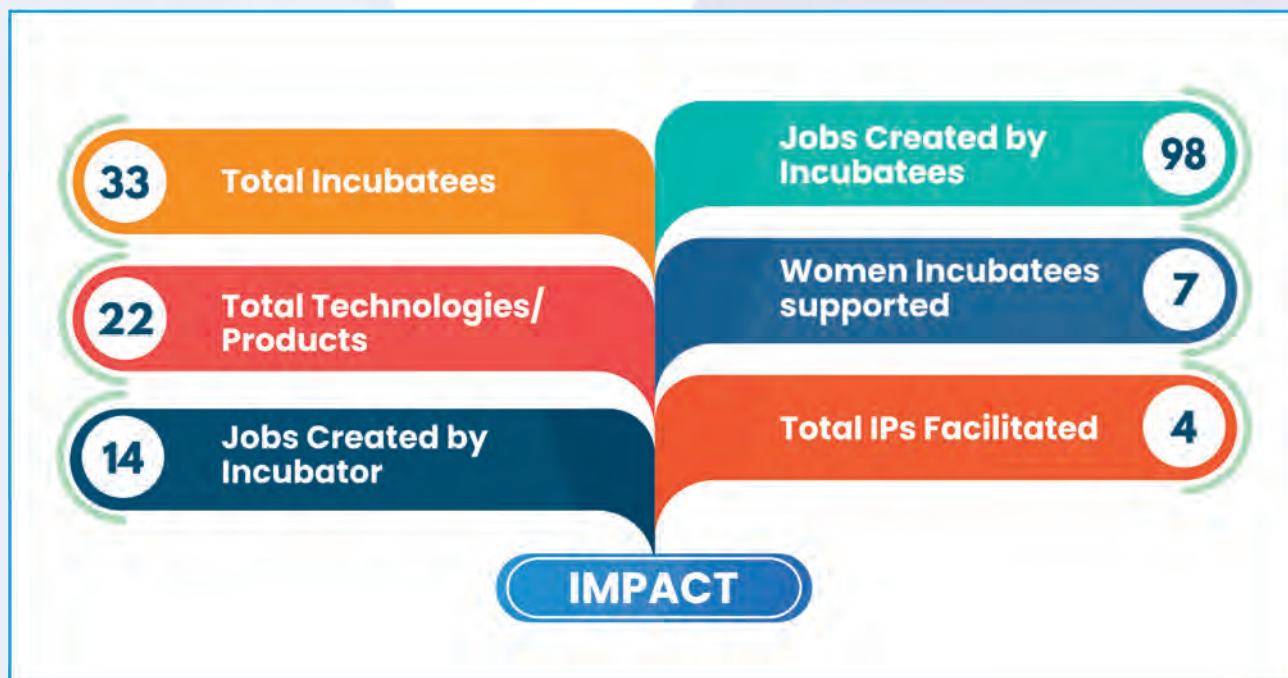 33
Total Incubatees
22
Total Technologies/
Products
14
Jobs Created by
Incubator
Jobs Created by
Incubatees
98
Women Incubatees
supported
7
Total IPs Facilitated
4
IMPACT